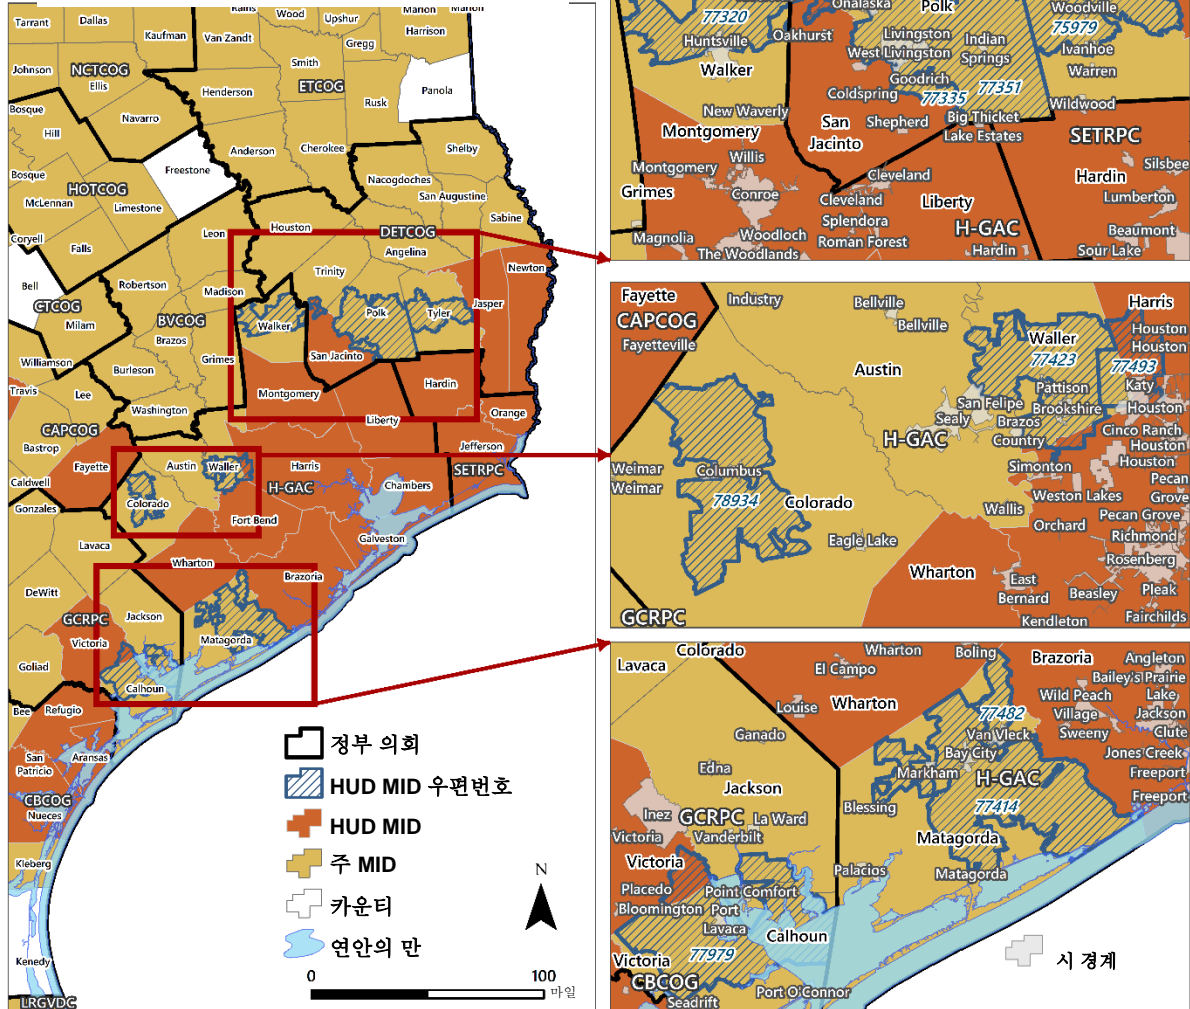 Tarrant
Dallas
Kaufman
Rains
Wood
Upshur
Marion
Marion
Harrison
Van Zandt
Gregg
Johnson
NCTCOG
Ellis
Smith
ETCOG
Henderson
Rusk
Panola
Bosque
Navarro
Hill
Anderson
Cherokee
Shelby
Freestone
Bosque
HOTCOG
McLennan
Limestone
Nacogdoches
San Augustine
Sabine
Coryell
Falls
Leon
Houston
DETCOG
Angelina
Newton
Bell
Robertson
Madison
Trinity
Jasper
CTCOG
Milam
BVCOG
Brazos
Walker
Polk
Tyler
Williamson
Burleson
Grimes
San Jacinto
Travis
Lee
Washington
Montgomery
Hardin
Orange
CAPCOG
Bastrop
Liberty
Jefferson
Fayette
Austin
Waller
Harris
SETRPC
Caldwell
Colorado
H-GAC
Chambers
Gonzales
Fort Bend
Lavaca
Galveston
Wharton
DeWitt
Brazoria
GCRPC
Jackson
Victoria
Matagorda
Goliad
Calhoun
Bee
Refugio
San
Patricio
Aransas
CBCOG
Nueces
Kleberg
Kenedy
LRGVDC
정부 의회
HUD MID 우편번호
HUD MID
주 MID
카운티
연안의 만
N
0
100
마일
Onalaska
Polk
Woodville
77320
Huntsville
Oakhurst
Livingston
West Livingston
Indian
Springs
75979
Ivanhoe
Walker
Goodrich
Warren
Coldspring
77335
77351
New Waverly
Wildwood
Montgomery
San
Jacinto
Shepherd
Big Thicket
Lake Estates
SETRPC
Willis
Montgomery
Silsbee
Cleveland
Hardin
Grimes
Conroe
Cleveland
Liberty
Lumberton
Splendora
H-GAC
Beaumont
Magnolia
Woodloch
Roman Forest
The Woodlands
Hardin
Sour Lake
Fayette
CAPCOG
Fayetteville
Industry
Bellville
Bellville
Harris
Houston
Houston
Waller
77423
77493
Austin
Pattison
Katy
San Felipe
Brookshire
Houston
Sealy
Brazos
Country
Cinco Ranch
H-GAC
Houston
Weimar
Weimar
Columbus
Simonton
Houston
Pecan
Grove
78934
Colorado
Weston Lakes
Wallis
Pecan Grove
Orchard
Eagle Lake
Richmond
Rosenberg
Wharton
East
Bernard
Beasley
Pleak
GCRPC
Kendleton
Fairchilds
Lavaca
Colorado
El Campo
Wharton
Boling
Brazoria
Angleton
Bailey's Prairie
Wharton
Wild Peach
Village
Lake
Jackson
Louise
77482
Ganado
Van Vleck
Sweeny
Clute
Bay City
Jones Creek
Edna
Markham
H-GAC
Freeport
Jackson
Freeport
Inez
Blessing
77414
GCRPC
La Ward
Victoria
Vanderbilt
Matagorda
Victoria
Palacios
Matagorda
Placedo
Point Comfort
Bloomington
Port
Lavaca
Calhoun
Victoria
77979
CBCOG
Port O'Connor
Seadrift
시 경계